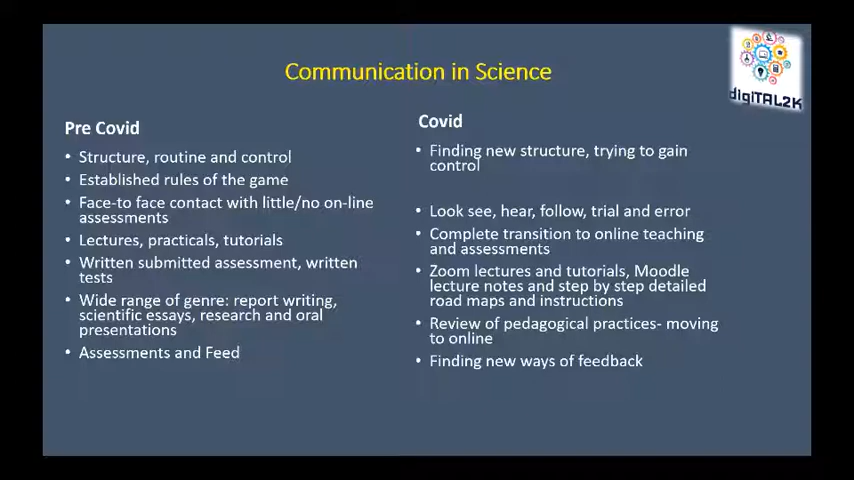 Communication in Science
digiTAL2K
Pre Covid
• Structure, routine and control
• Established rules of the game
• Face-to face contact with little/no on-line
assessments
• Lectures, practicals, tutorials
• Written submitted assessment, written
tests
• Wide range of genre: report writing,
scientific essays, research and oral
presentations
• Assessments and Feed
Covid
• Finding new structure, trying to gain
control
• Look see, hear, follow, trial and error
• Complete transition to online teaching
and assessments
• Zoom lectures and tutorials, Moodle
lecture notes and step by step detailed
road maps and instructions
• Review of pedagogical practices- moving
to online
• Finding new ways of feedback